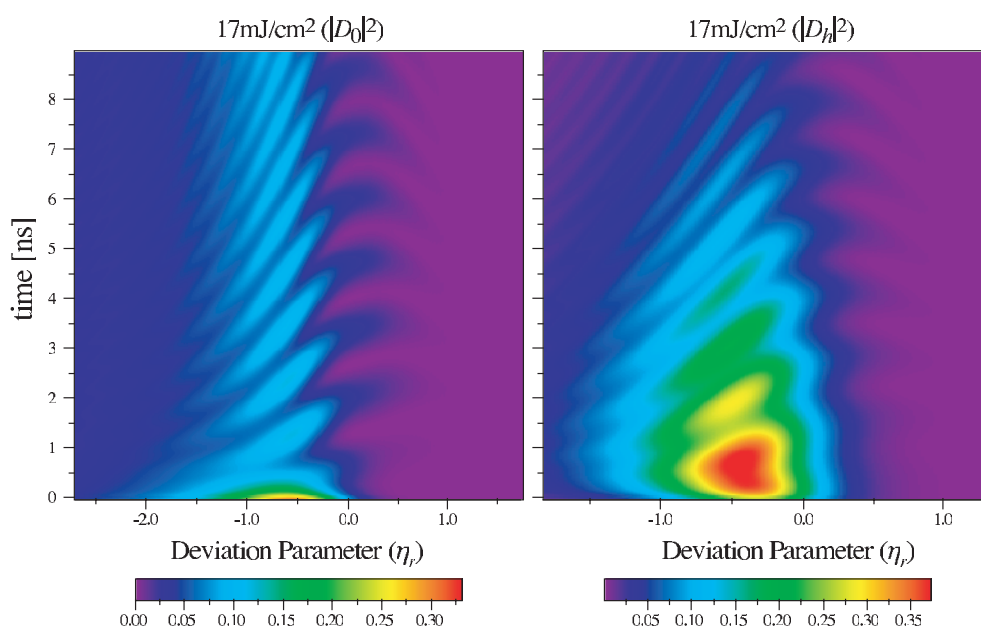 17mJ/cm² (|D₀|²)
17mJ/cm² (|Dₕ|²)
time [ns]
8
7
6
5
4
3
2
1
0
-2.0 -1.0 0.0 1.0
-1.0 0.0 1.0
Deviation Parameter (ηᵣ)
Deviation Parameter (ηᵣ)
0.00 0.05 0.10 0.15 0.20 0.25 0.30
0.05 0.10 0.15 0.20 0.25 0.30 0.35